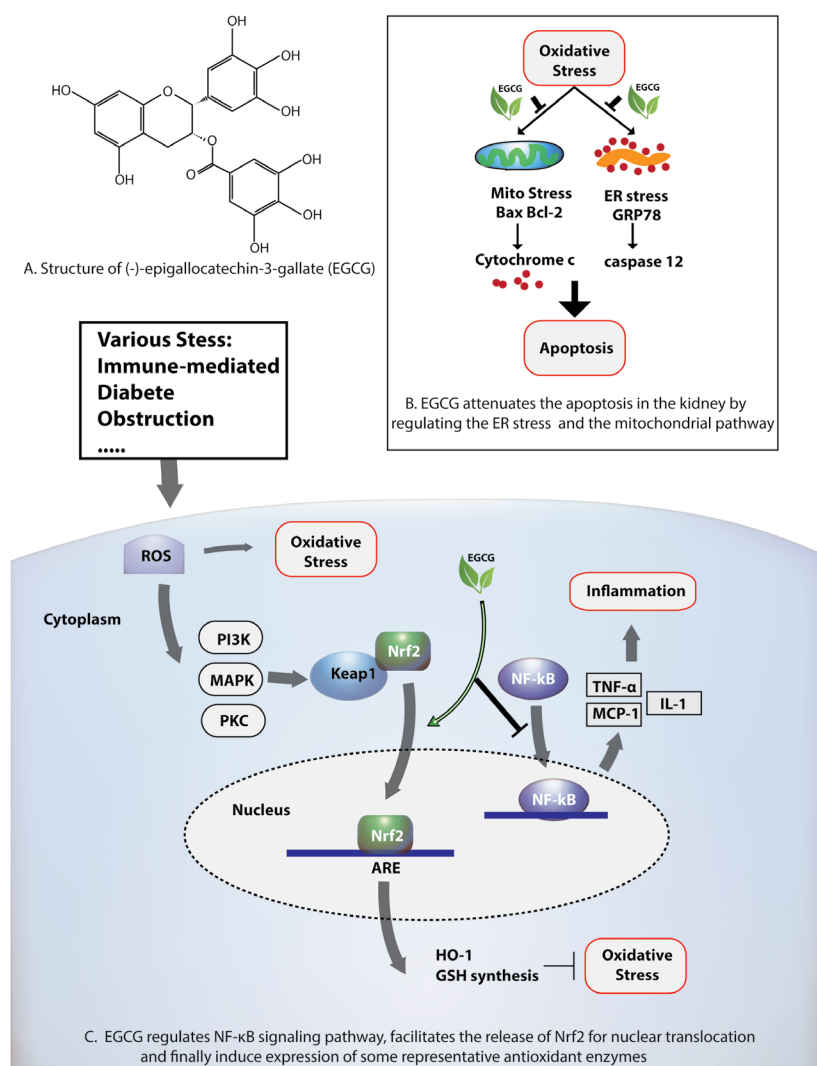 OH
OH
HO
O
OH
O
O
OH
OH
OH
OH
A. Structure of (-)-epigallocatechin-3-gallate (EGCG)
Oxidative
Stress
EGCG
EGCG
Mito Stress
Bax Bcl-2
ER stress
GRP78
Cytochrome c
caspase 12
Apoptosis
B. EGCG attenuates the apoptosis in the kidney by
regulating the ER stress and the mitochondrial pathway
Various Stess:
Immune-mediated
Diabete
Obstruction
.....
ROS
Oxidative
Stress
EGCG
Inflammation
Cytoplasm
PI3K
MAPK
PKC
Keap1
Nrf2
NF-kB
TNF-α
MCP-1
IL-1
Nucleus
NF-kB
Nrf2
ARE
HO-1
GSH synthesis
Oxidative
Stress
C. EGCG regulates NF-κB signaling pathway, facilitates the release of Nrf2 for nuclear translocation
and finally induce expression of some representative antioxidant enzymes